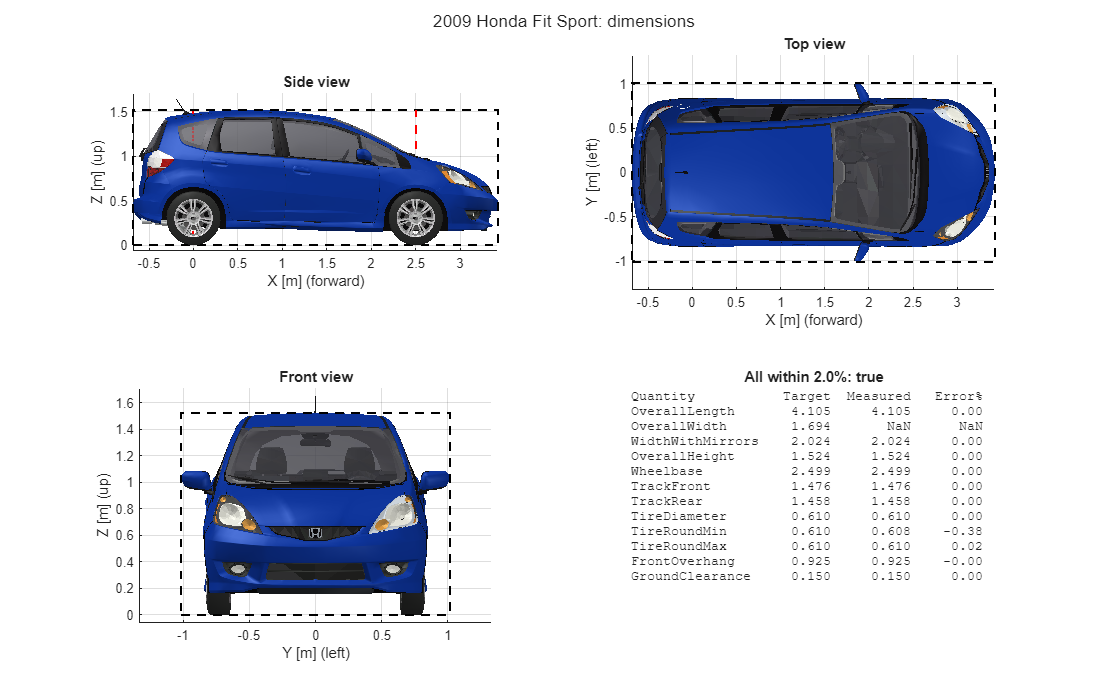 2009 Honda Fit Sport: dimensions
Side view
1.5
1
0.5
0
Z [m] (up)
-0.5 0 0.5 1 1.5 2 2.5 3
X [m] (forward)
Top view
1
0.5
0
-0.5
-1
Y [m] (left)
-0.5 0 0.5 1 1.5 2 2.5 3
X [m] (forward)
Front view
1.6
1.4
1.2
1
0.8
0.6
0.4
0.2
0
Z [m] (up)
-1 -0.5 0 0.5 1
Y [m] (left)
All within 2.0%: true
Quantity Target Measured Error%
OverallLength 4.105 4.105 0.00
OverallWidth 1.694 NaN NaN
WidthWithMirrors 2.024 2.024 0.00
OverallHeight 1.524 1.524 0.00
Wheelbase 2.499 2.499 0.00
TrackFront 1.476 1.476 0.00
TrackRear 1.458 1.458 0.00
TireDiameter 0.610 0.610 0.00
TireRoundMin 0.610 0.608 -0.38
TireRoundMax 0.610 0.610 0.02
FrontOverhang 0.925 0.925 -0.00
GroundClearance 0.150 0.150 0.00